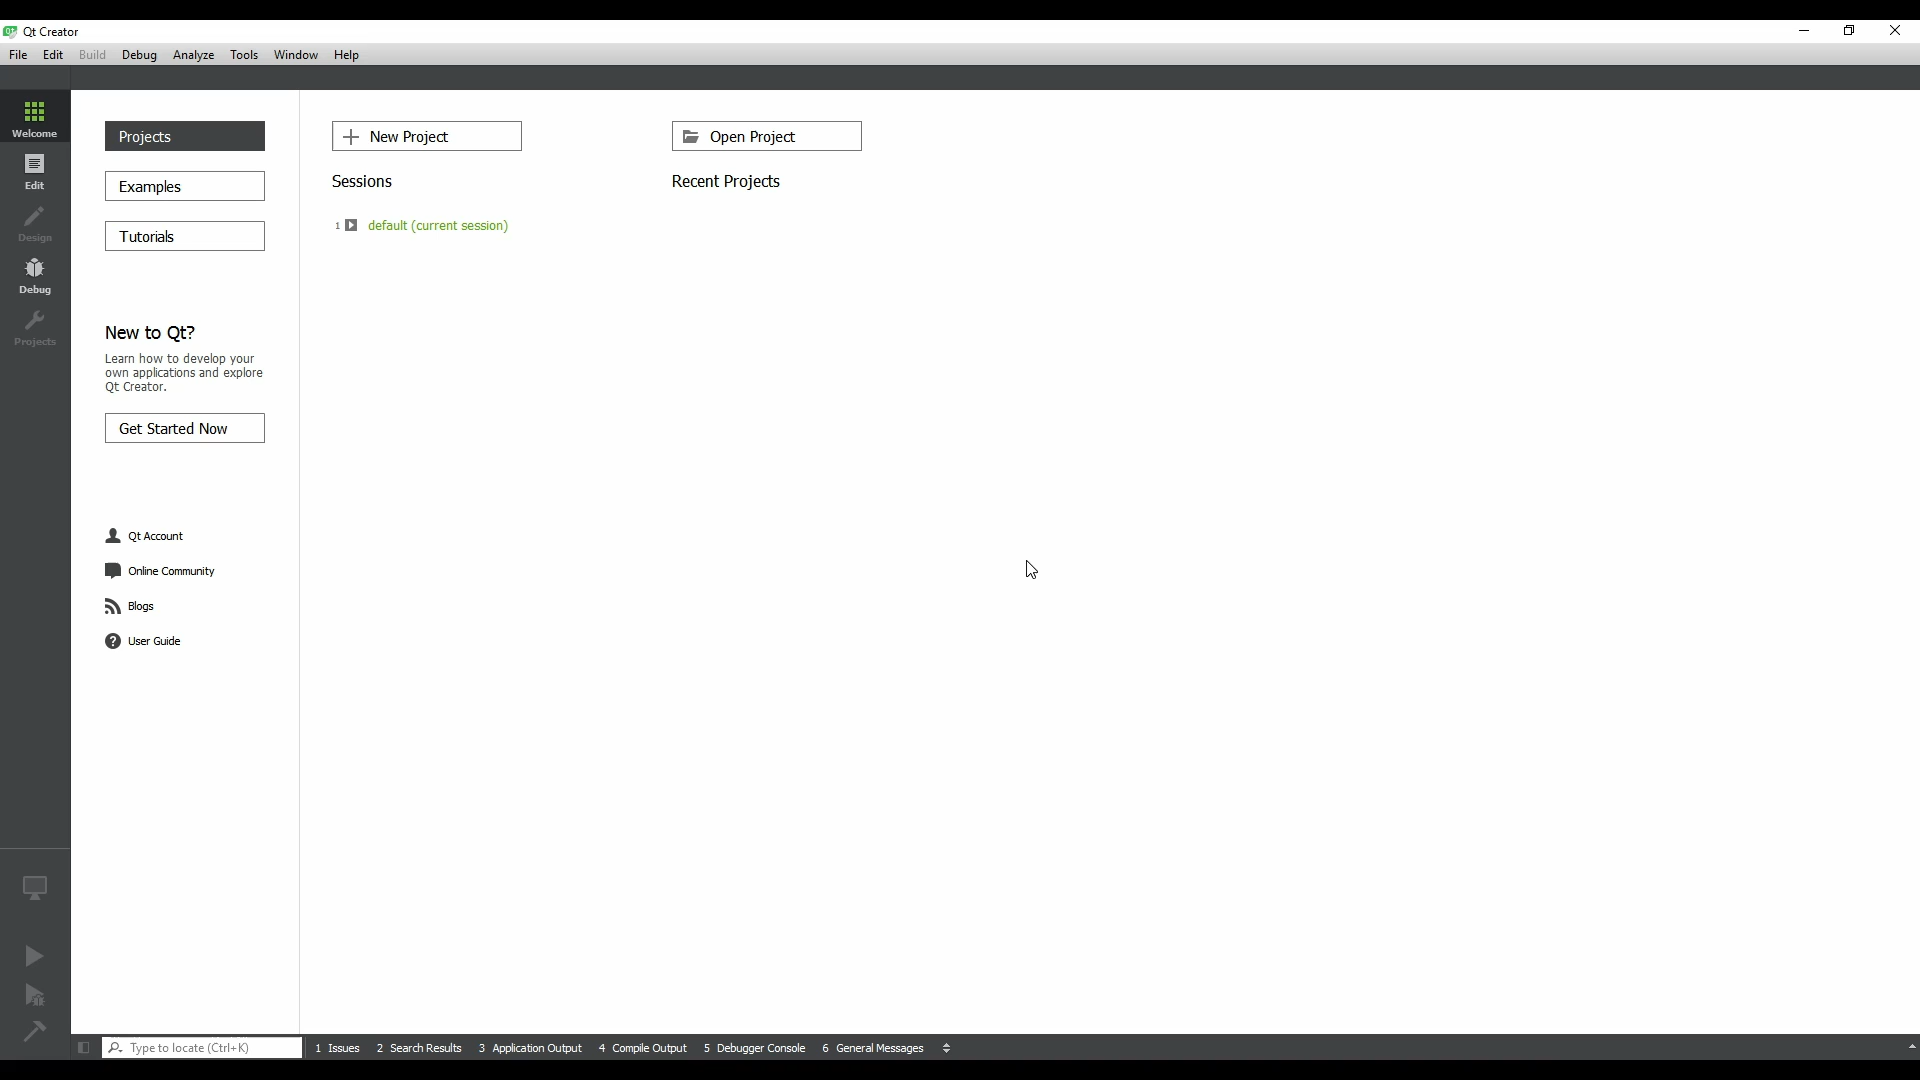 Qt Creator
File Edit Build Debug Analyze Tools Window Help
Welcome
Edit
Design
Debug
Projects
Projects
Examples
Tutorials
New to Qt?
Learn how to develop your
own applications and explore
Qt Creator.
Get Started Now
Qt Account
Online Community
Blogs
User Guide
New Project
Sessions
1 default (current session)
Open Project
Recent Projects
Type to locate (Ctrl+K) 1 Issues 2 Search Results 3 Application Output 4 Compile Output 5 Debugger Console 6 General Messages